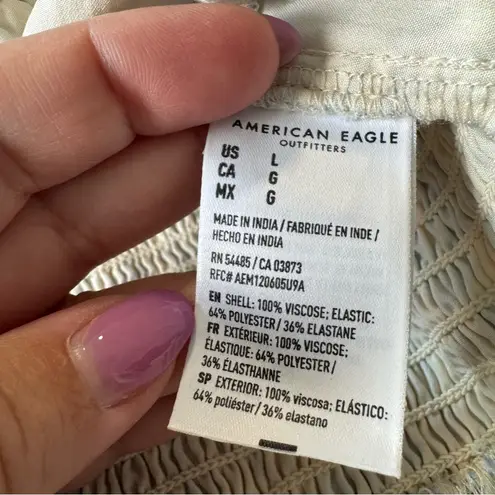 AMERICAN EAGLE
OUTFITTERS
US L
CA G
MX G
MADE IN INDIA / FABRIQUÉ EN INDE /
HECHO EN INDIA
RN 54485 / CA 03873
RFC# AEM120605U9A
EN SHELL: 100% VISCOSE; ELASTIC:
64% POLYESTER / 36% ELASTANE
FR EXTÉRIEUR: 100% VISCOSE;
ÉLASTIQUE: 64% POLYESTER /
36% ÉLASTHANNE
SP EXTERIOR: 100% viscosa; ELÁSTICO:
64% poliéster / 36% elastano